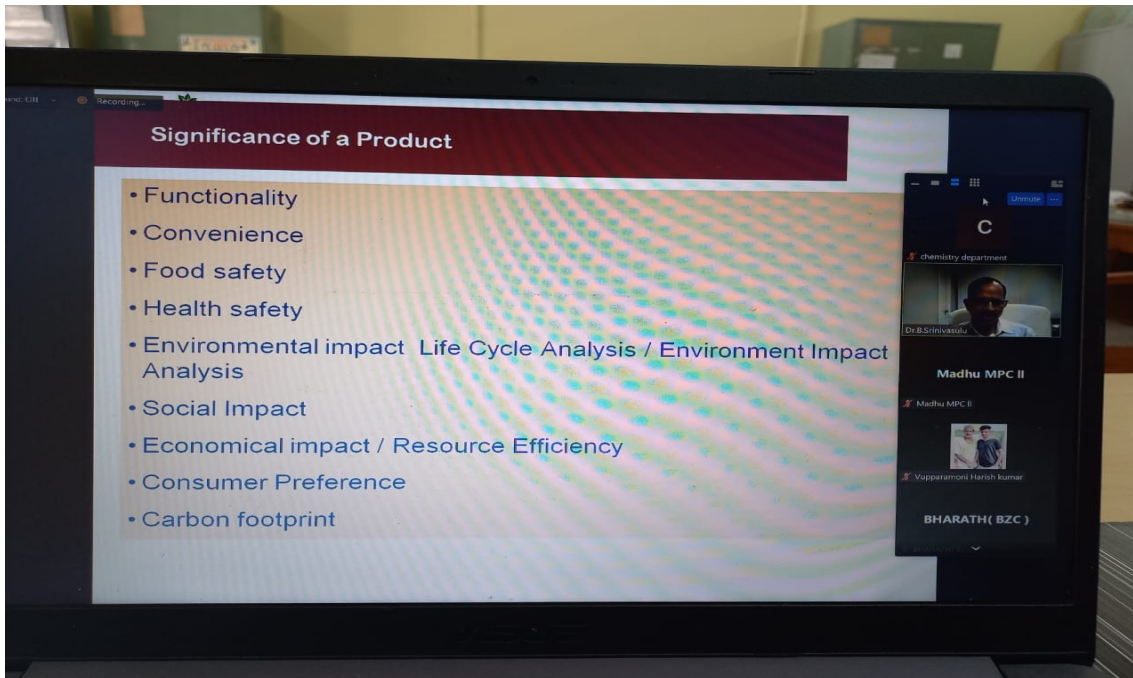 Recording...
Significance of a Product
• Functionality
• Convenience
• Food safety
• Health safety
• Environmental impact Life Cycle Analysis / Environment Impact
Analysis
• Social Impact
• Economical impact / Resource Efficiency
• Consumer Preference
• Carbon footprint
Unmute
C
chemistry department
Dr.B.Srinivasulu
Madhu MPC ll
Madhu MPC ll
Vupparamoni Harish kumar
BHARATH( BZC )